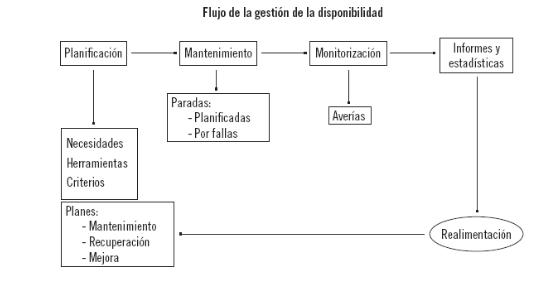 Flujo de la gestión de la disponibilidad
Planificación
Mantenimiento
Monitorización
Informes y
estadísticas
Paradas:
- Planificadas
- Por fallas
Averías
Necesidades
Herramientas
Criterios
Planes:
- Mantenimiento
- Recuperación
- Mejora
Realimentación